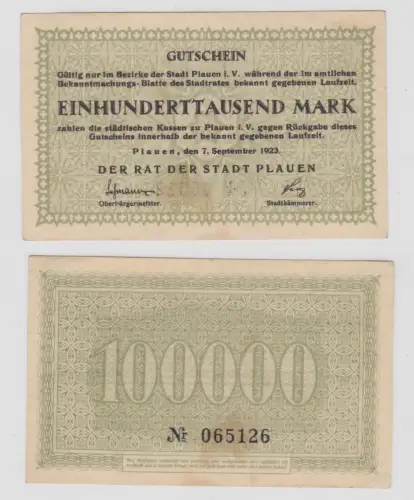 GUTSCHEIN
Gültig nur im Bezirke der Stadt Plauen i. V. während der im amtlichen
Bekanntmachungs-Blatte des Stadtrates bekannt gegebenen Laufzeit.
EINHUNDERTTAUSEND MARK
zahlen die städtischen Kassen zu Plauen i. V. gegen Rückgabe dieses
Gutscheins innerhalb der bekannt gegebenen Laufzeit.
Plauen, den 7. September 1923.
DER RAT DER STADT PLAUEN
Oberbürgermeister. Stadtkämmerer.
100000
Nr 065126